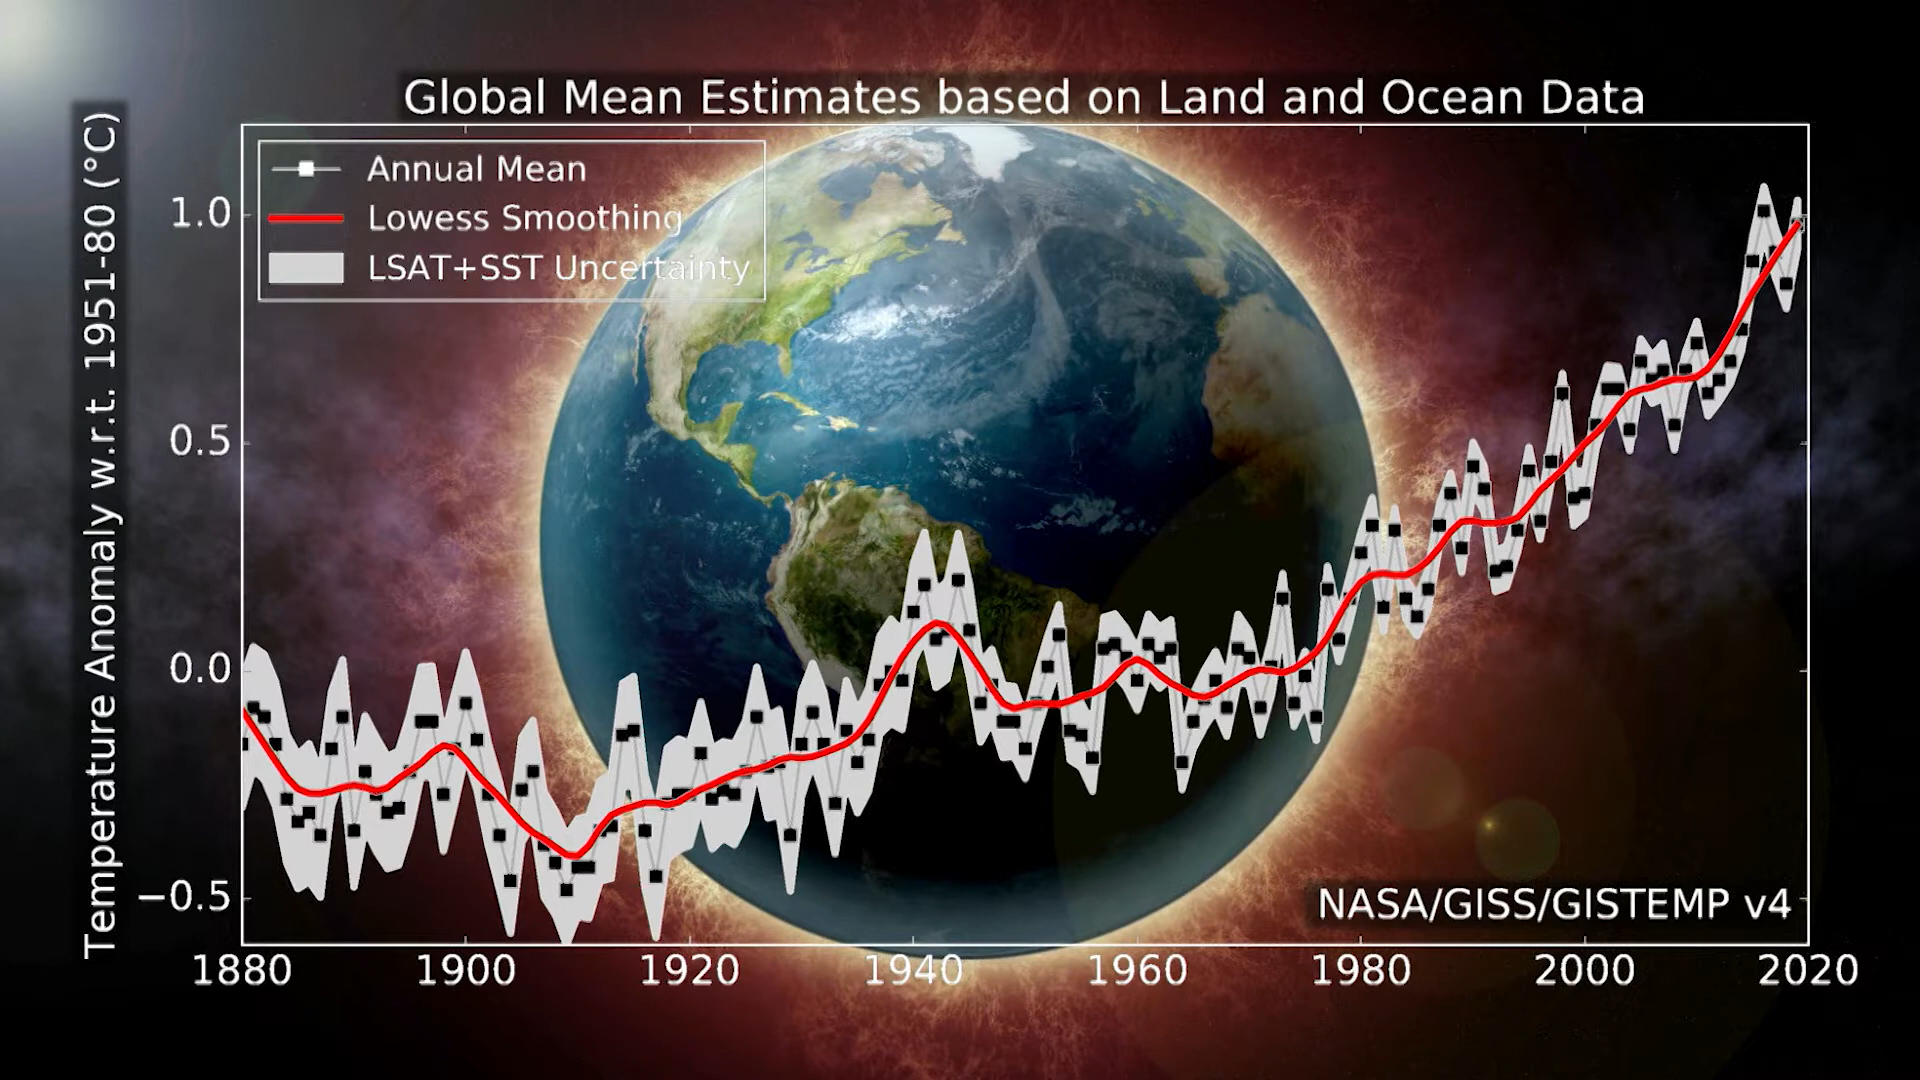 Global Mean Estimates based on Land and Ocean Data
Temperature Anomaly w.r.t. 1951-80 (°C)
Annual Mean
Lowess Smoothing
LSAT+SST Uncertainty
1.0
0.5
0.0
−0.5
NASA/GISS/GISTEMP v4
1880 1900 1920 1940 1960 1980 2000 2020